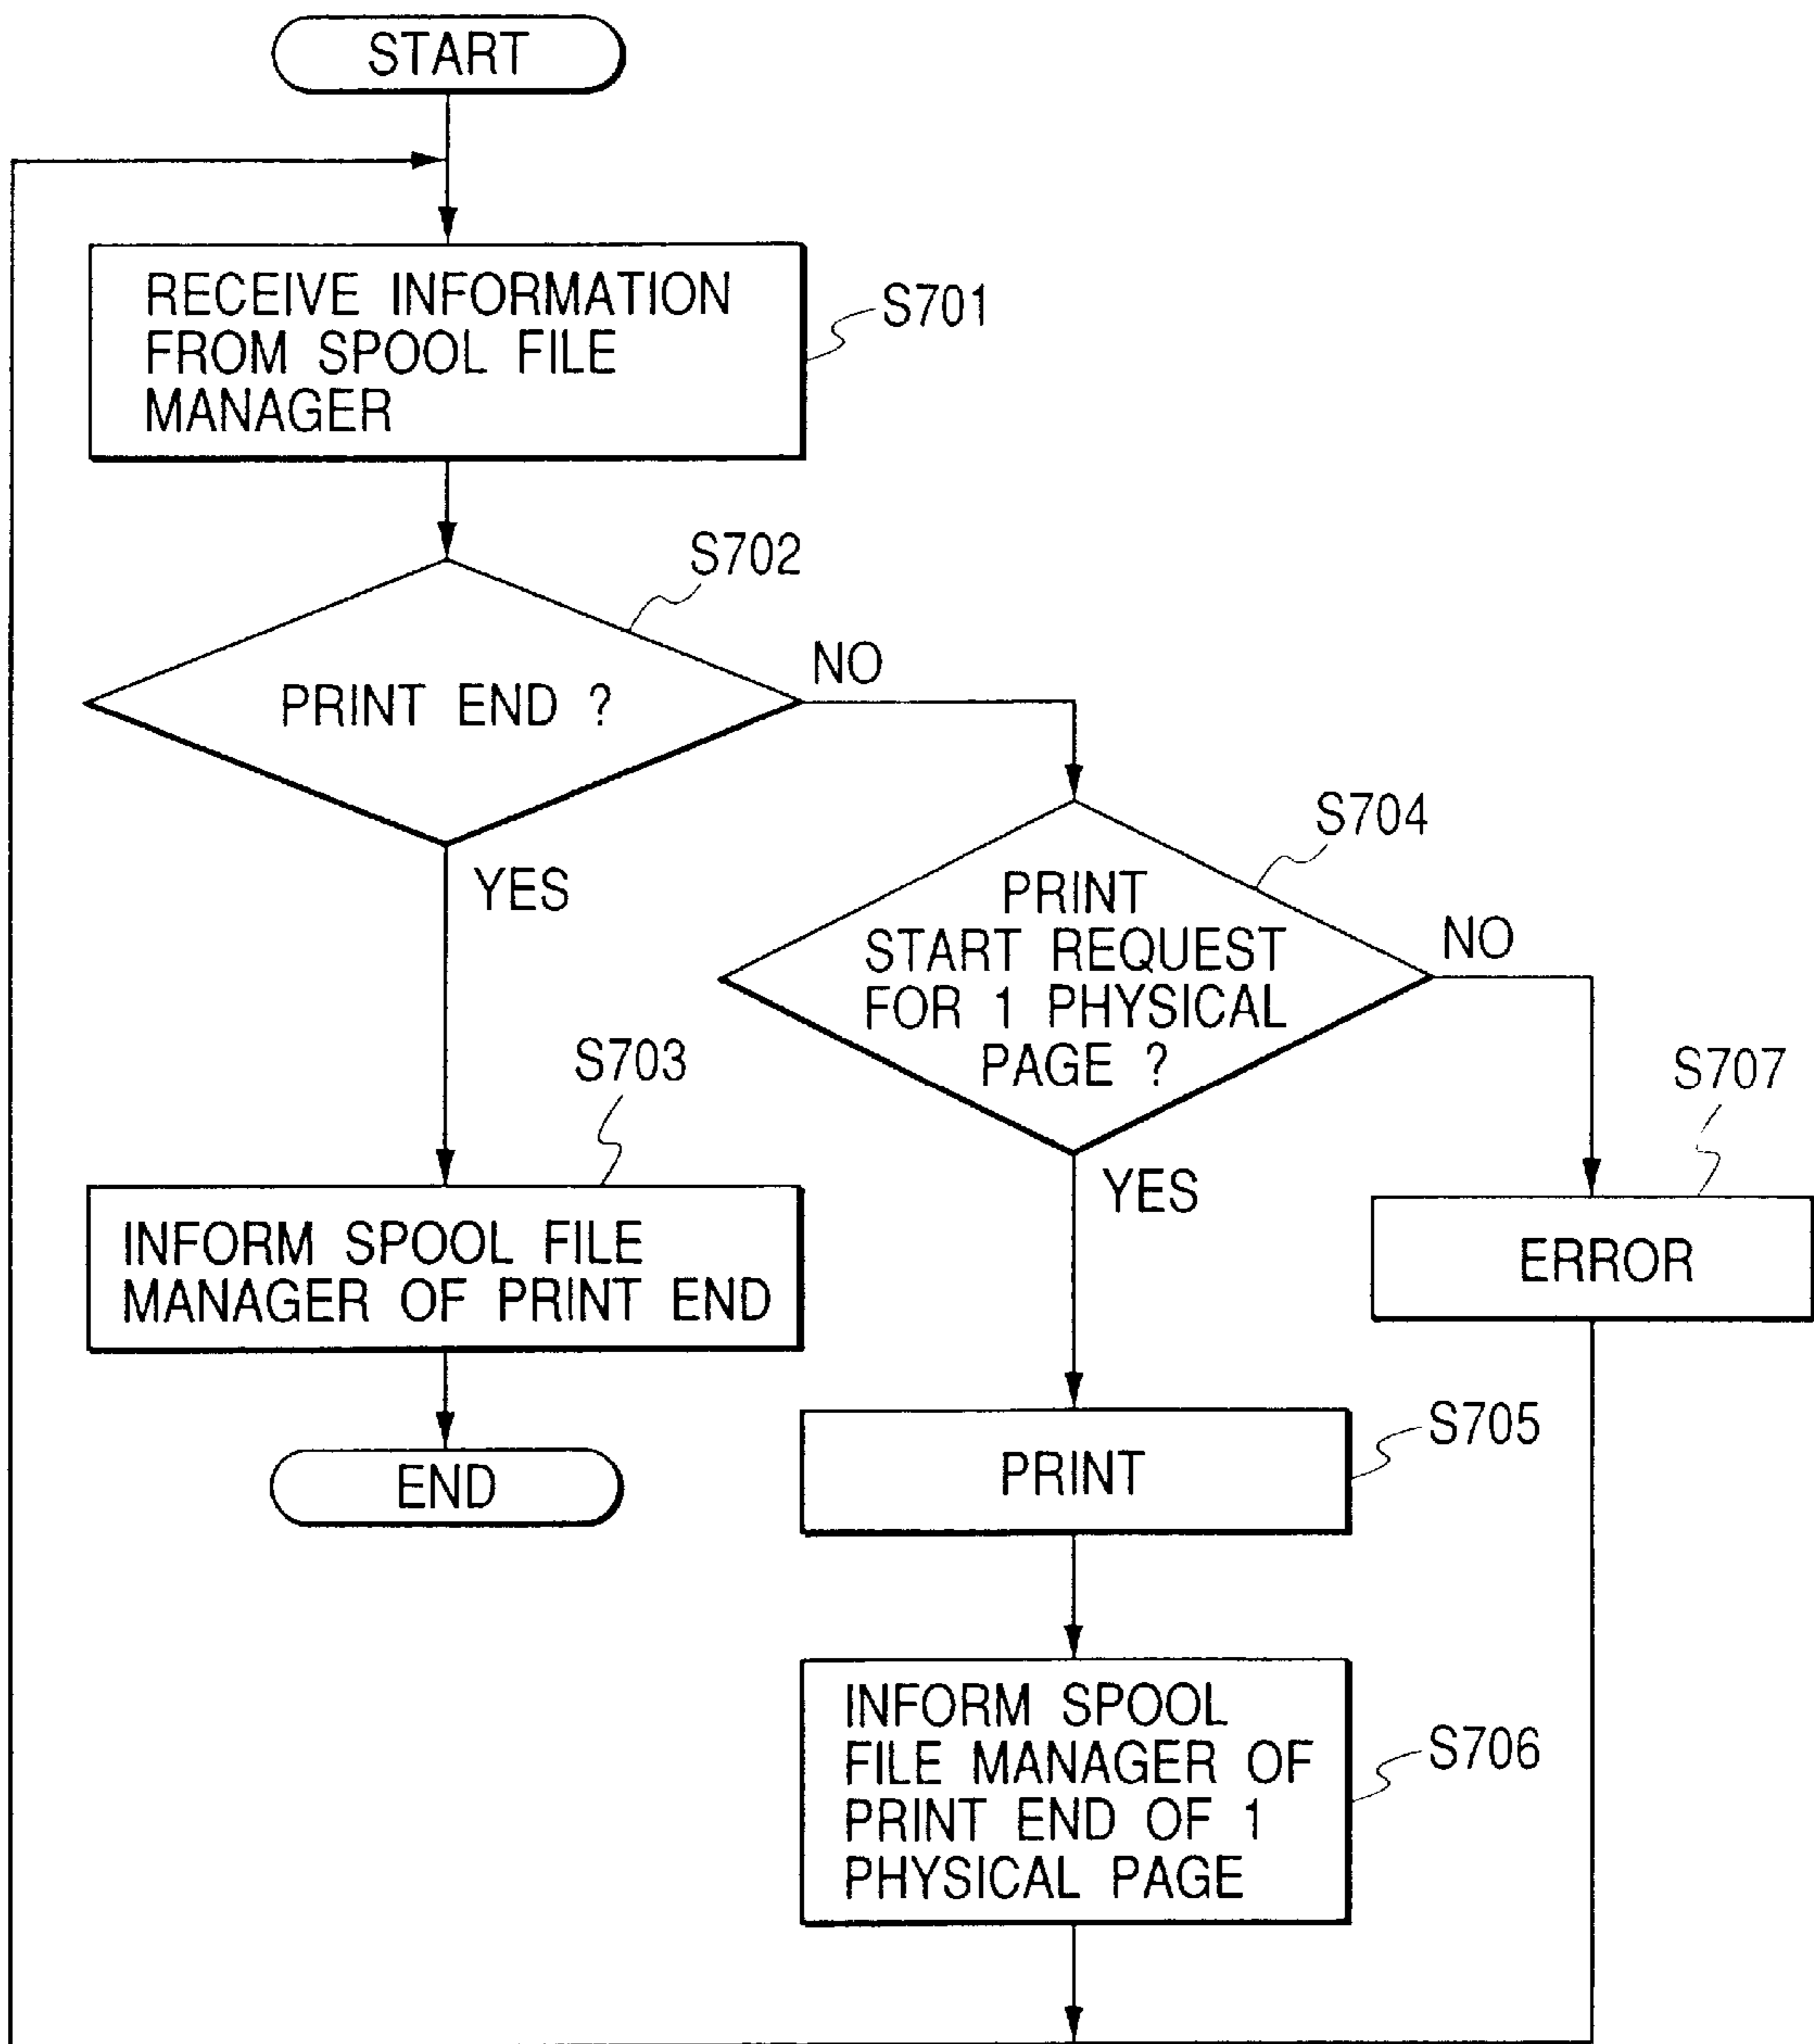 START
RECEIVE INFORMATION
FROM SPOOL FILE
MANAGER
S701
S702
PRINT END ?
NO
YES
S704
PRINT
START REQUEST
FOR 1 PHYSICAL
PAGE ?
NO
YES
S703
INFORM SPOOL FILE
MANAGER OF PRINT END
END
S707
ERROR
S705
PRINT
S706
INFORM SPOOL
FILE MANAGER OF
PRINT END OF 1
PHYSICAL PAGE